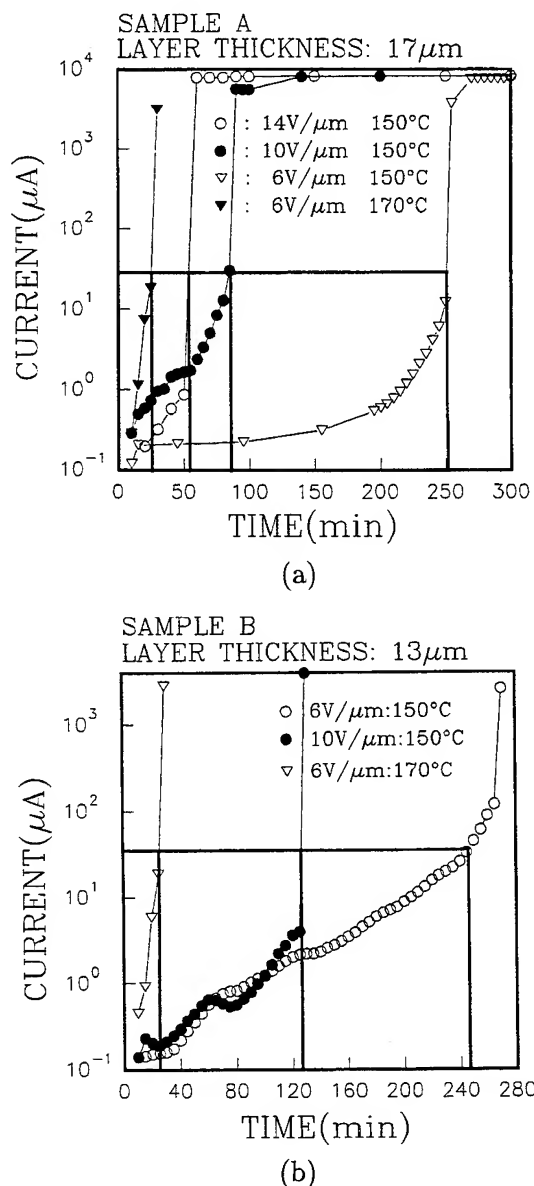 SAMPLE A
LAYER THICKNESS: 17μm
10⁴
10³
10²
10¹
10⁰
10⁻¹
CURRENT(μA)
○ : 14V/μm 150°C
● : 10V/μm 150°C
▽ : 6V/μm 150°C
▼ : 6V/μm 170°C
0 50 100 150 200 250 300
TIME(min)
(a)
SAMPLE B
LAYER THICKNESS: 13μm
10³
10²
10¹
10⁰
10⁻¹
CURRENT(μA)
○ 6V/μm:150°C
● 10V/μm:150°C
▽ 6V/μm:170°C
0 40 80 120 160 200 240 280
TIME(min)
(b)